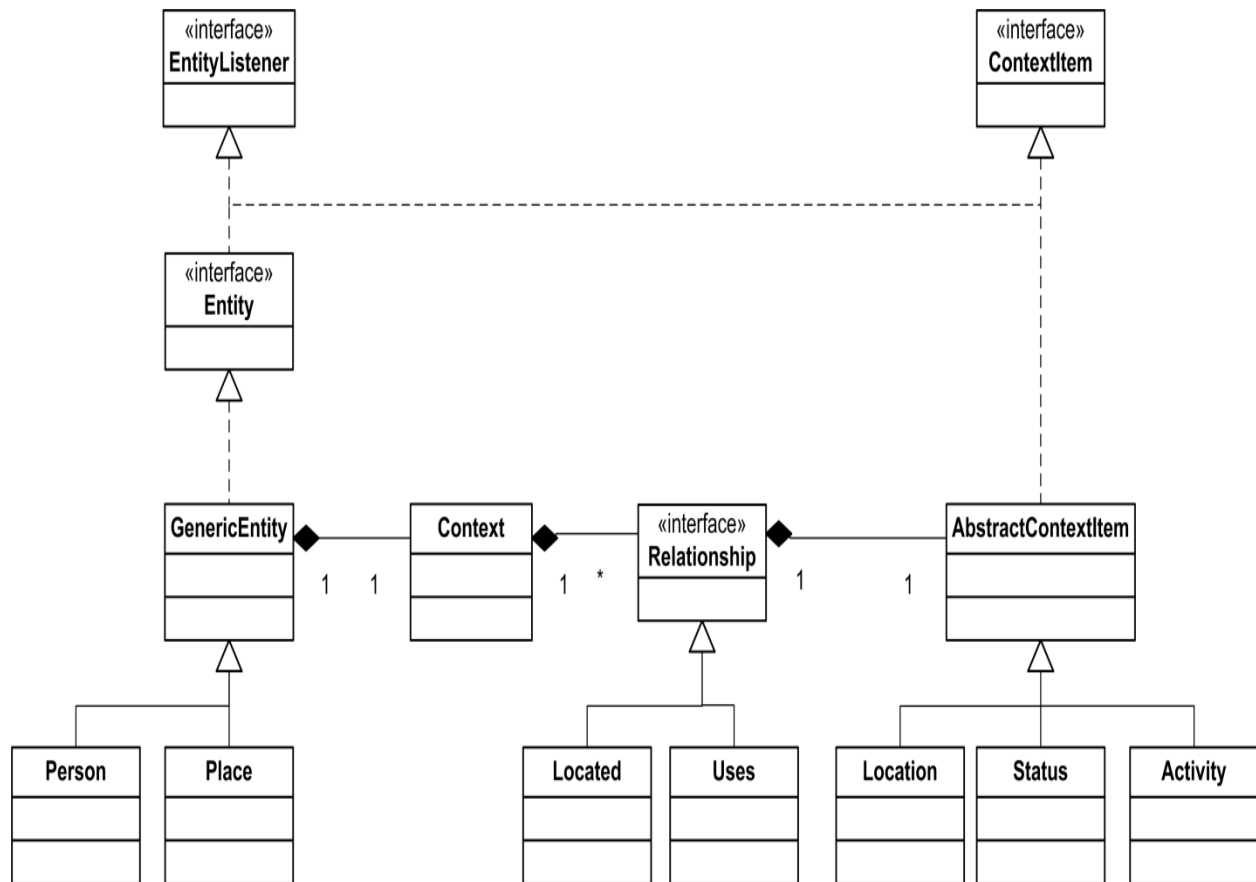 «interface»
EntityListener
«interface»
ContextItem
«interface»
Entity
GenericEntity
Context
«interface»
Relationship
AbstractContextItem
1
1
1
*
1
1
Person
Place
Located
Uses
Location
Status
Activity